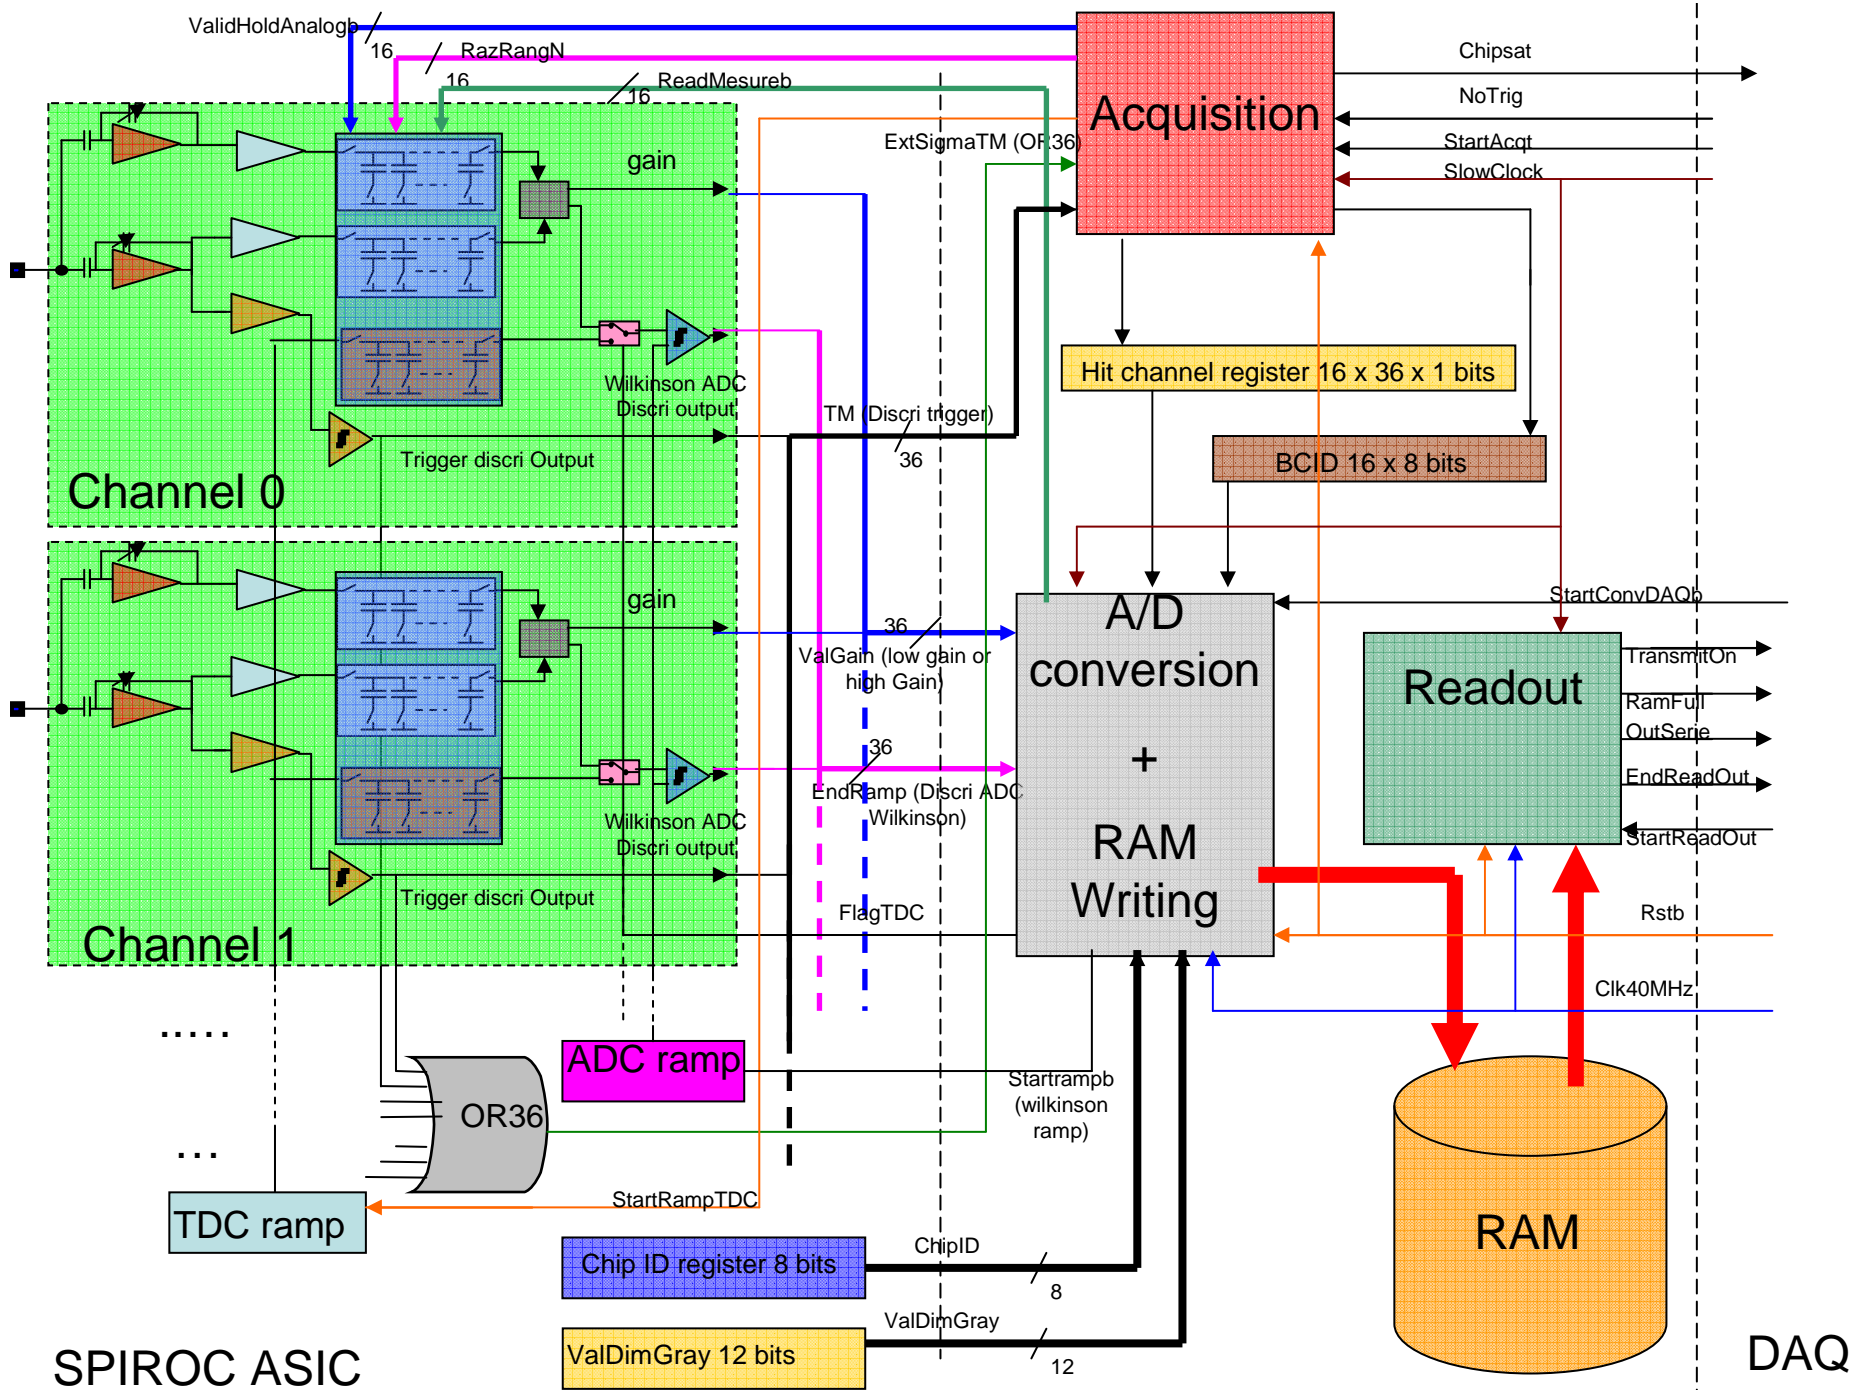 ValidHoldAnalogb
16
RazRangN
16
ReadMesureb
16
Acquisition
Chipsat
NoTrig
StartAcqt
SlowClock
ExtSigmaTM (OR36)
gain
Wilkinson ADC
Discri output
Trigger discri Output
Channel 0
TM (Discri trigger)
36
Hit channel register 16 x 36 x 1 bits
BCID 16 x 8 bits
gain
Wilkinson ADC
Discri output
Trigger discri Output
Channel 1
36
ValGain (low gain or
high Gain)
36
EndRamp (Discri ADC
Wilkinson)
FlagTDC
A/D
conversion
+
RAM
Writing
StartConvDAQb
Readout
TransmitOn
RamFull
OutSerie
EndReadOut
StartReadOut
Rstb
Clk40MHz
.....
...
OR36
ADC ramp
Startrampb
(wilkinson
ramp)
StartRampTDC
TDC ramp
RAM
Chip ID register 8 bits
ChipID
8
ValDimGray 12 bits
ValDimGray
12
SPIROC ASIC
DAQ